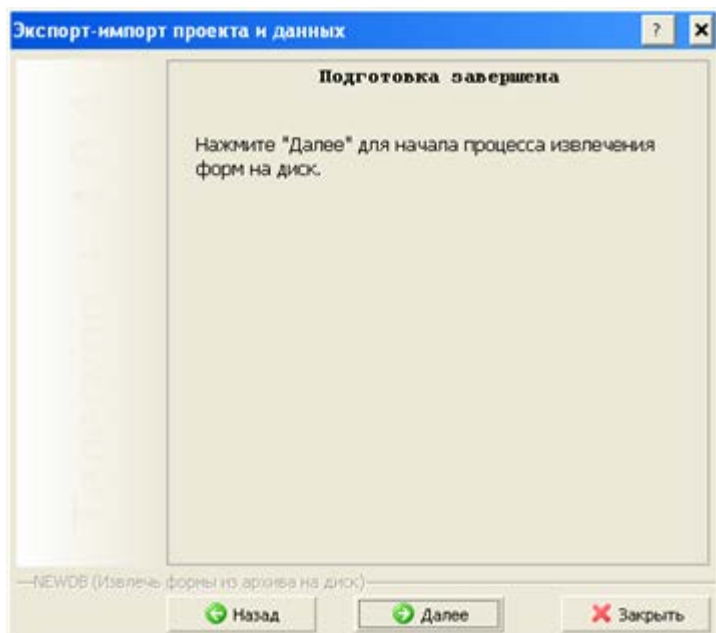 Экспорт-импорт проекта и данных
Подготовка завершена
Нажмите "Далее" для начала процесса извлечения
форм на диск.
NEWDB (Извлечь формы из архива на диск)
Назад
Далее
Закрыть